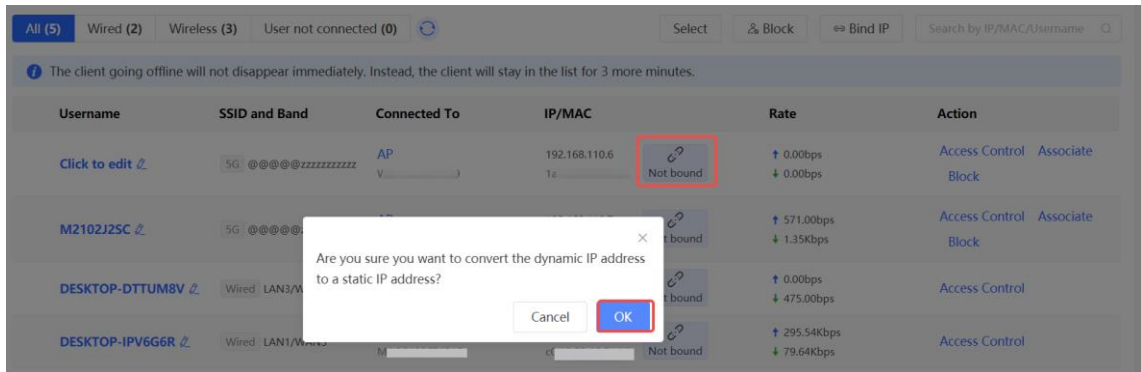 All (5) Wired (2) Wireless (3) User not connected (0) Select Block Bind IP Search by IP/MAC/Username
The client going offline will not disappear immediately. Instead, the client will stay in the list for 3 more minutes.
Username SSID and Band Connected To IP/MAC Rate Action
Click to edit 5G @@@@@zzzzzzzzzzz AP 192.168.110.6 Not bound 0.00bps Access Control Associate
0.00bps Block
M2102J2SC 5G @@@@@ bound 571.00bps Access Control Associate
1.35Kbps Block
Are you sure you want to convert the dynamic IP address
to a static IP address?
Cancel OK
DESKTOP-DTTUM8V Wired LAN3/W bound 0.00bps Access Control
475.00bps
DESKTOP-IPV6G6R Wired Not bound 295.54Kbps Access Control
79.64Kbps